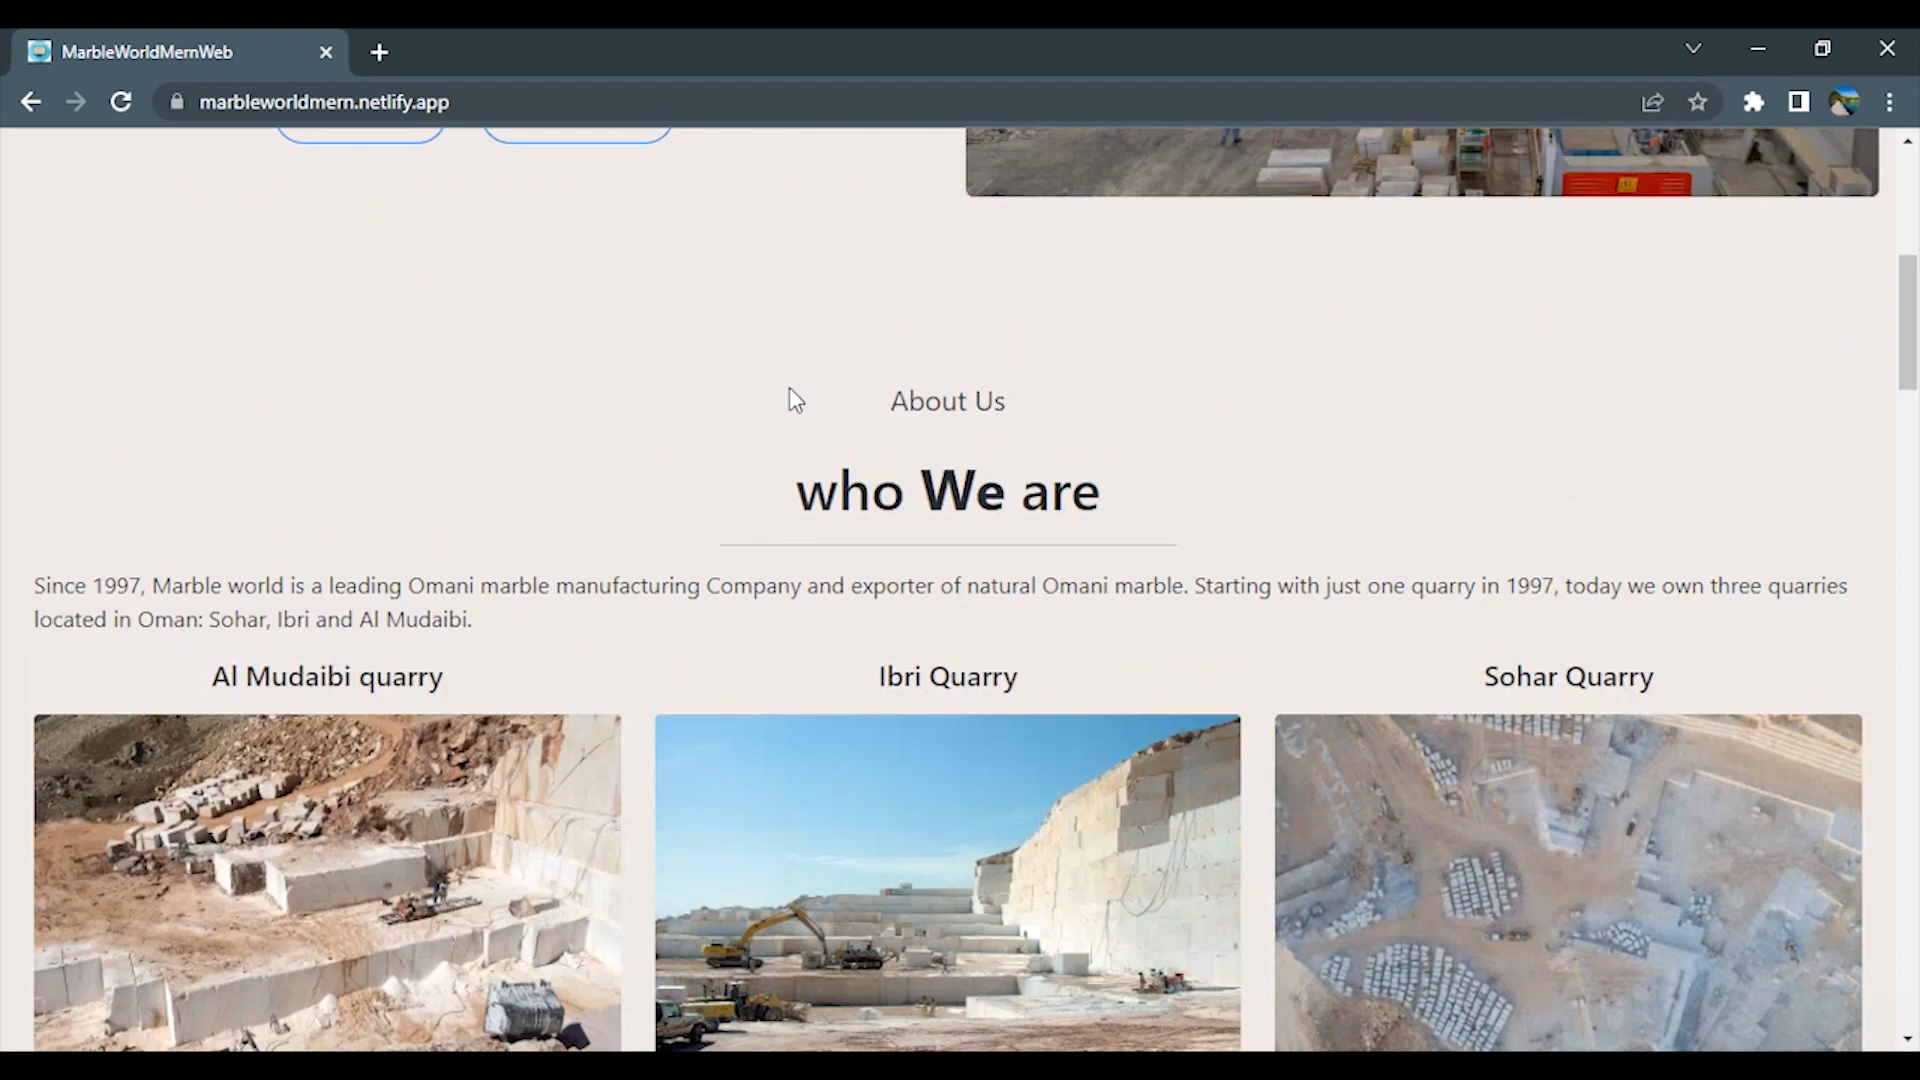 MarbleWorldMernWeb
marbleworldmern.netlify.app
About Us
who We are
Since 1997, Marble world is a leading Omani marble manufacturing Company and exporter of natural Omani marble. Starting with just one quarry in 1997, today we own three quarries
located in Oman: Sohar, Ibri and Al Mudaibi.
Al Mudaibi quarry
Ibri Quarry
Sohar Quarry